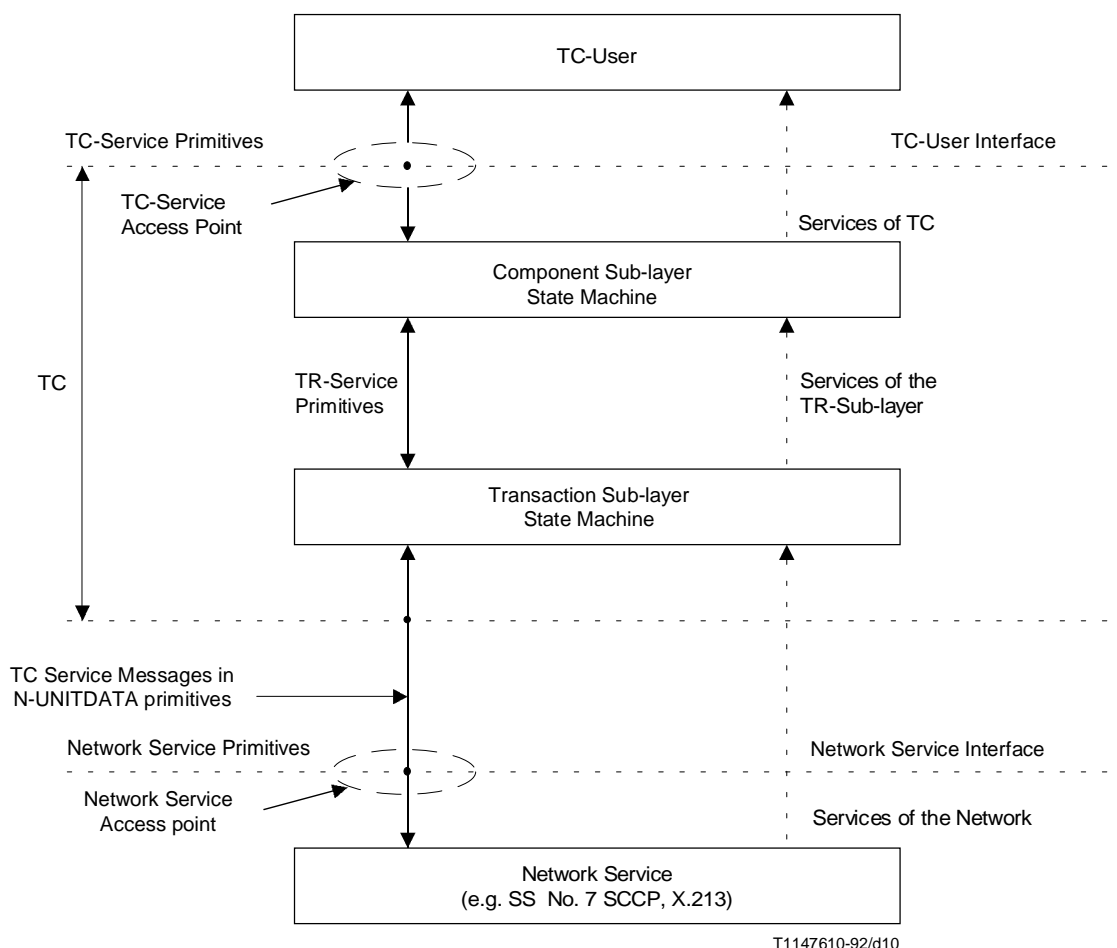 TC-User
TC-Service Primitives
TC-User Interface
TC-Service
Access Point
Services of TC
Component Sub-layer
State Machine
TC
TR-Service
Primitives
Services of the
TR-Sub-layer
Transaction Sub-layer
State Machine
TC Service Messages in
N-UNITDATA primitives
Network Service Primitives
Network Service Interface
Network Service
Access point
Services of the Network
Network Service
(e.g. SS No. 7 SCCP, X.213)
T1147610-92/d10